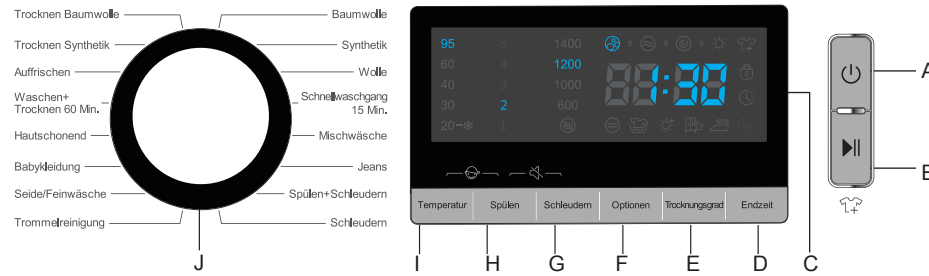 Trocknen Baumwolle
Trocknen Synthetik
Auffrischen
Waschen+
Trocknen 60 Min.
Hautschonend
Babykleidung
Seide/Feinwäsche
Trommelreinigung
Baumwolle
Synthetik
Wolle
Schnellwaschgang
15 Min.
Mischwäsche
Jeans
Spülen+Schleudern
Schleudern
J
95 5 1400
60 4 1200
40 3 1000
30 2 600
20-❄ 1
1:30
Temperatur Spülen Schleudern Optionen Trocknungsgrad Endzeit
I H G F E D C
A
B